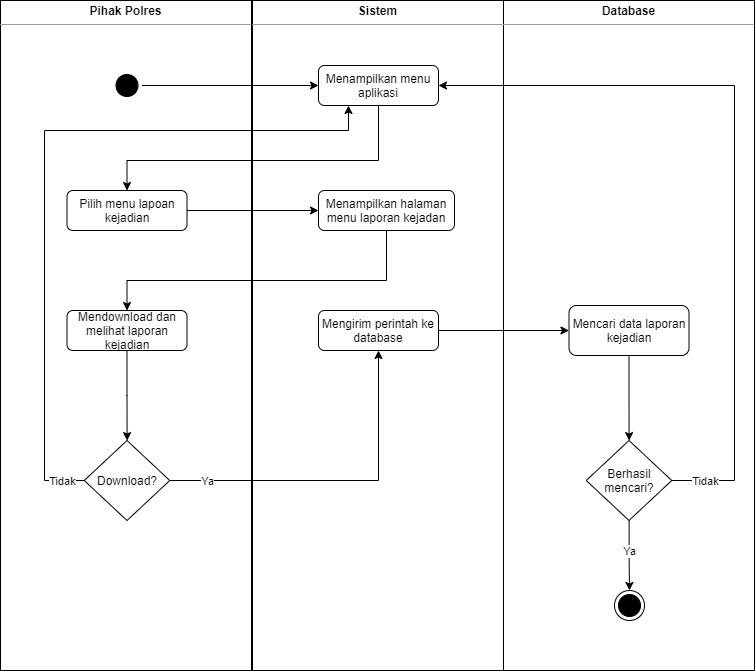 Pihak Polres
Sistem
Database
Menampilkan menu
aplikasi
Pilih menu lapoan
kejadian
Menampilkan halaman
menu laporan kejadan
Mendownload dan
melihat laporan
kejadian
Mengirim perintah ke
database
Mencari data laporan
kejadian
Tidak
Download?
Ya
Berhasil
mencari?
Tidak
Ya